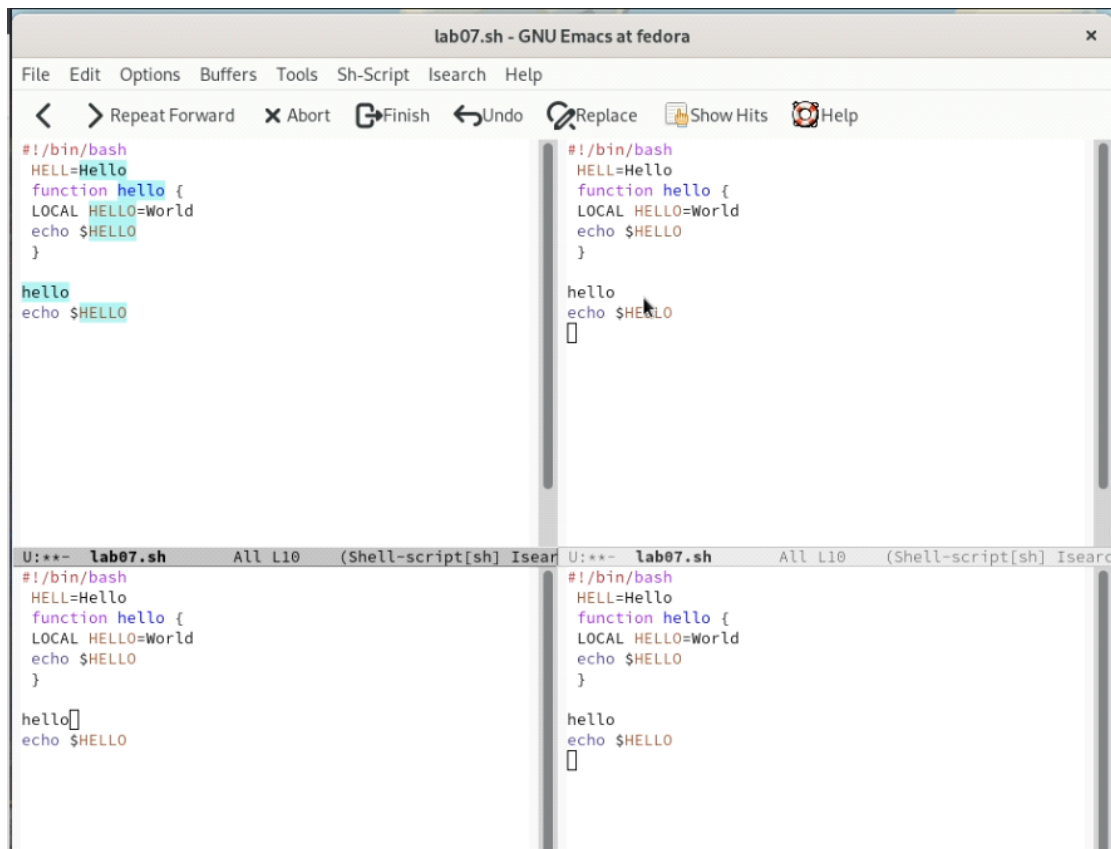 lab07.sh - GNU Emacs at fedora
×
File Edit Options Buffers Tools Sh-Script Isearch Help
Repeat Forward Abort Finish Undo Replace Show Hits Help
#!/bin/bash
HELL=Hello
function hello {
LOCAL HELLO=World
echo $HELLO
}
hello
echo $HELLO
U:**- lab07.sh All L10 (Shell-script[sh] Isear
#!/bin/bash
HELL=Hello
function hello {
LOCAL HELLO=World
echo $HELLO
}
hello
echo $HELLO
U:**- lab07.sh All L10 (Shell-script[sh] Isearc
#!/bin/bash
HELL=Hello
function hello {
LOCAL HELLO=World
echo $HELLO
}
hello
echo $HELLO
#!/bin/bash
HELL=Hello
function hello {
LOCAL HELLO=World
echo $HELLO
}
hello
echo $HELLO